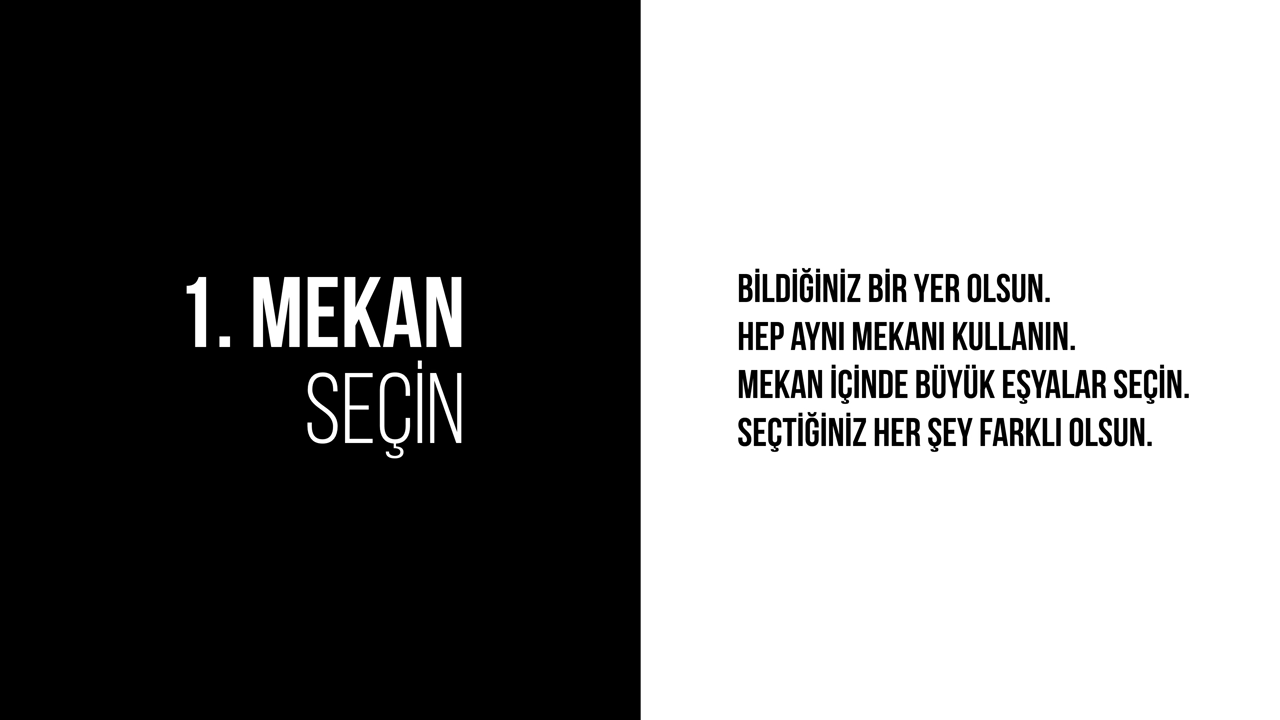 1. MEKAN
SEÇİN
BİLDİĞİNİZ BİR YER OLSUN.
HEP AYNI MEKANI KULLANIN.
MEKAN İÇİNDE BÜYÜK EŞYALAR SEÇİN.
SEÇTİĞİNİZ HER ŞEY FARKLI OLSUN.